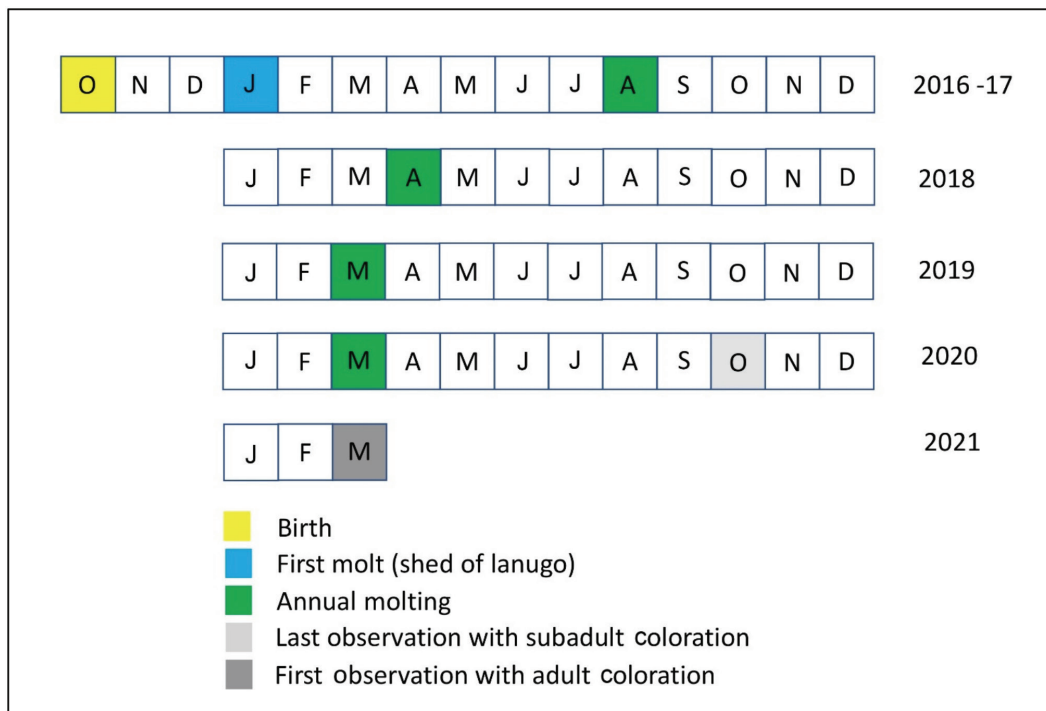 O N D J F M A M J J A S O N D 2016 -17
J F M A M J J A S O N D 2018
J F M A M J J A S O N D 2019
J F M A M J J A S O N D 2020
J F M 2021
Birth
First molt (shed of lanugo)
Annual molting
Last observation with subadult coloration
First observation with adult coloration